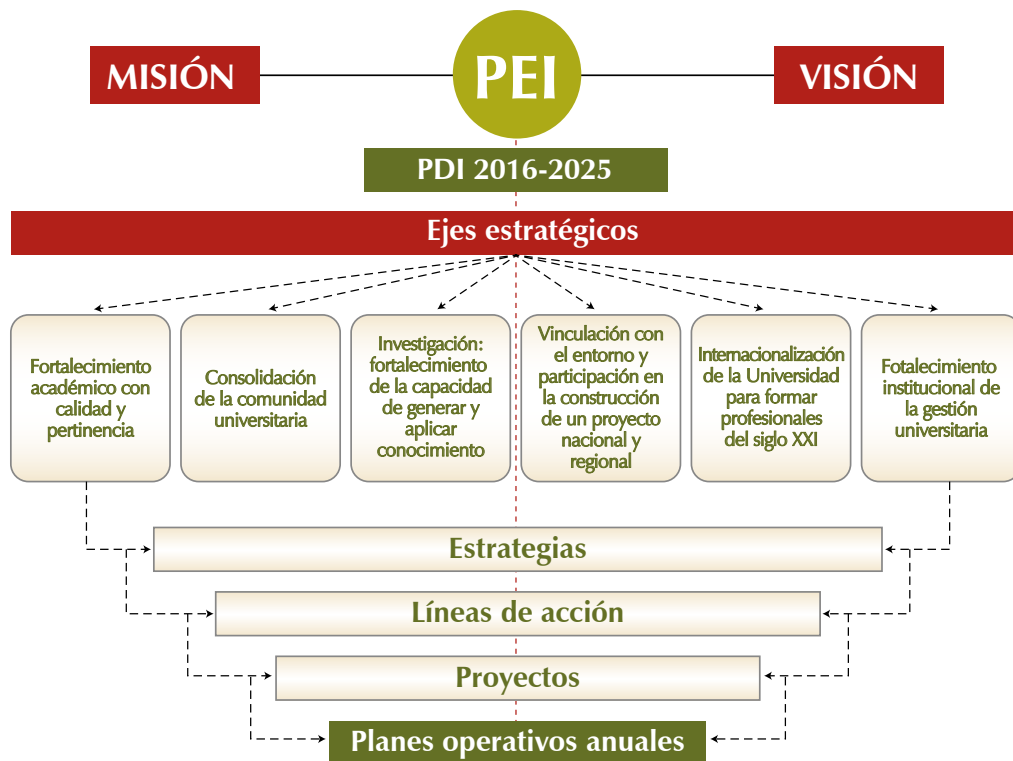 MISIÓN
PEI
VISIÓN
PDI 2016-2025
Ejes estratégicos
Fortalecimiento
académico con
calidad y
pertinencia
Consolidación
de la comunidad
universitaria
Investigación:
fortalecimiento
de la capacidad
de generar y
aplicar
conocimiento
Vinculación con
el entorno y
participación en
la construcción
de un proyecto
nacional y
regional
Internacionalización
de la Universidad
para formar
profesionales
del siglo XXI
Fotalecimiento
institucional de
la gestión
universitaria
Estrategias
Líneas de acción
Proyectos
Planes operativos anuales